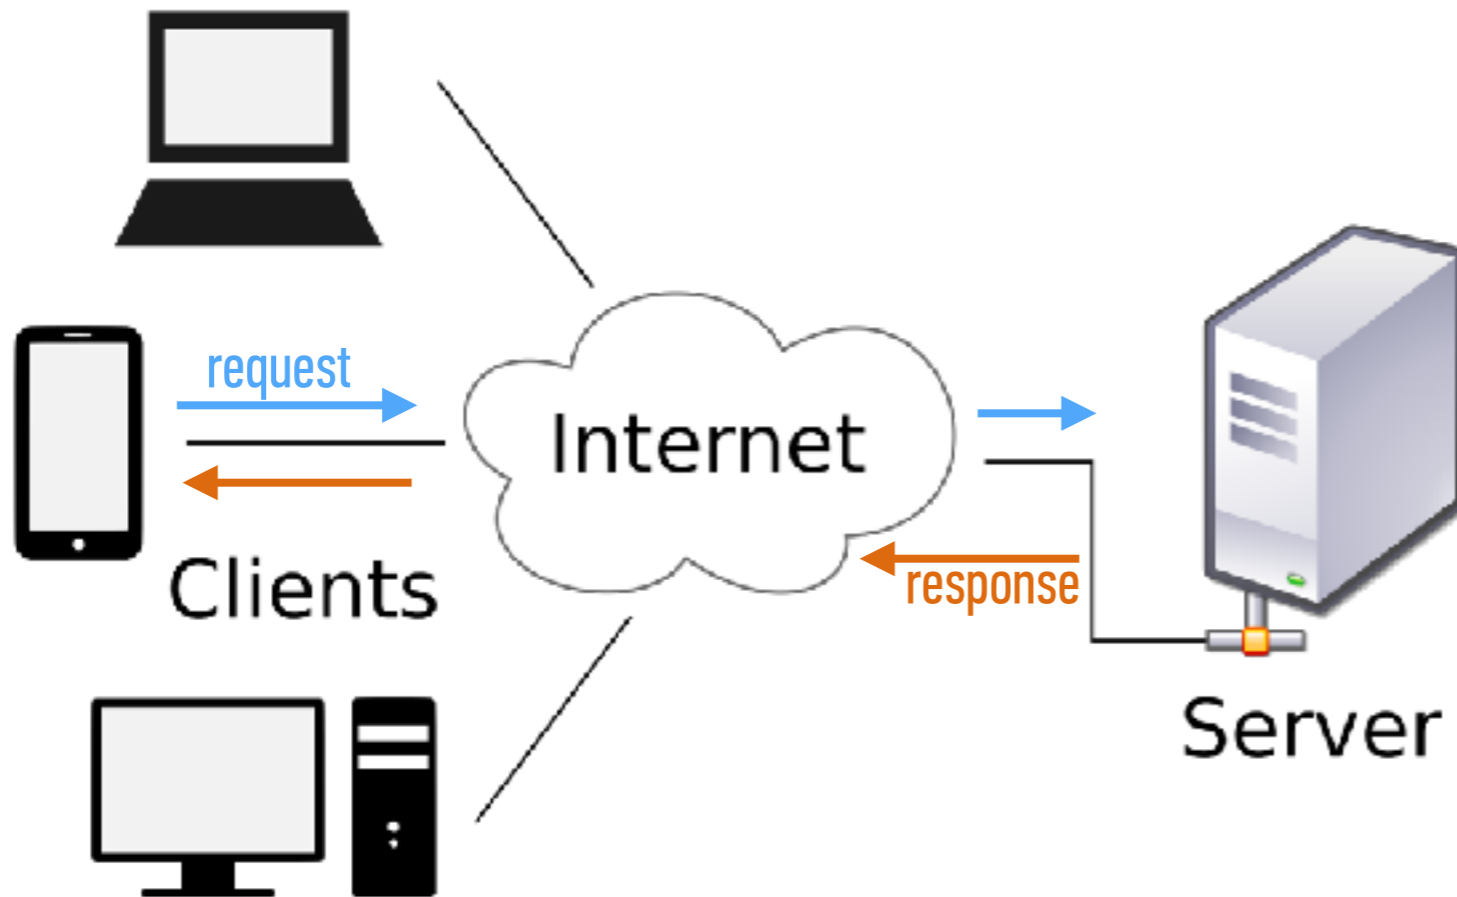 request
Internet
Clients
response
Server